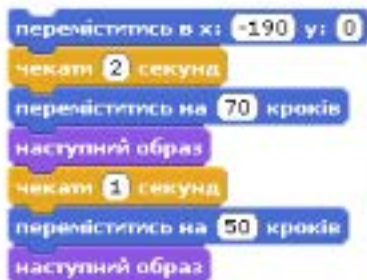 переміститись в x: -190 y: 0
чекати 2 секунд
переміститись на 70 кроків
наступний образ
чекати 1 секунд
переміститись на 50 кроків
наступний образ